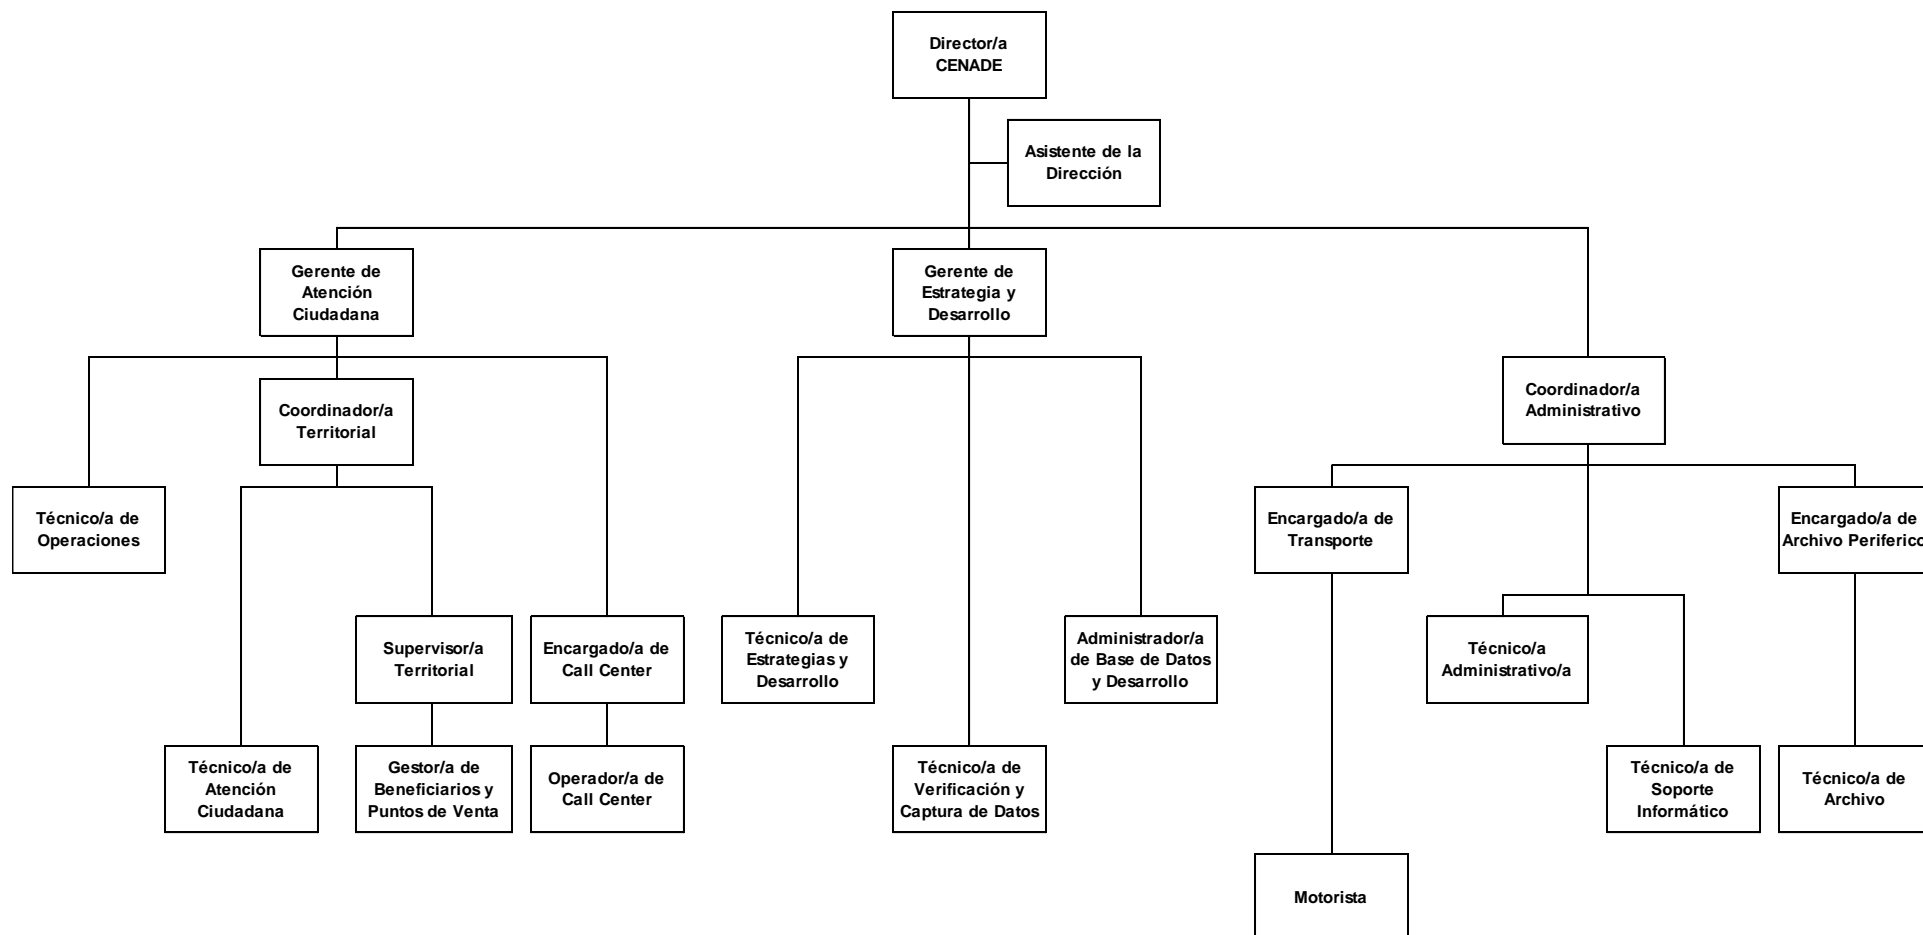 Director/a
CENADE
Asistente de la
Dirección
Gerente de
Atención
Ciudadana
Gerente de
Estrategia y
Desarrollo
Coordinador/a
Administrativo
Coordinador/a
Territorial
Técnico/a de
Operaciones
Encargado/a de
Transporte
Encargado/a de
Archivo Periferico
Supervisor/a
Territorial
Encargado/a de
Call Center
Técnico/a de
Estrategias y
Desarrollo
Administrador/a
de Base de Datos
y Desarrollo
Técnico/a
Administrativo/a
Técnico/a de
Atención
Ciudadana
Gestor/a de
Beneficiarios y
Puntos de Venta
Operador/a de
Call Center
Técnico/a de
Verificación y
Captura de Datos
Técnico/a de
Soporte
Informático
Técnico/a de
Archivo
Motorista